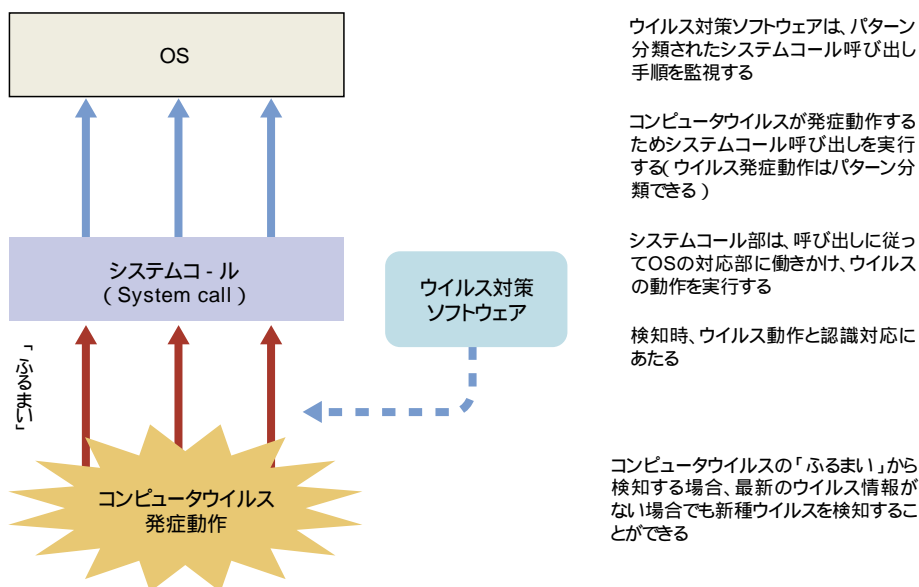 OS
システムコ - ル
( System call )
「ふるまい」
ウイルス対策
ソフトウェア
コンピュータウイルス
発症動作
ウイルス対策ソフトウェアは、パターン
分類されたシステムコール呼び出し
手順を監視する
コンピュータウイルスが発症動作する
ためシステムコール呼び出しを実行
する( ウイルス発症動作はパターン分
類できる )
システムコール部は、呼び出しに従っ
てOSの対応部に働きかけ、ウイルス
の動作を実行する
検知時、ウイルス動作と認識対応に
あたる
コンピュータウイルスの「ふるまい」から
検知する場合、最新のウイルス情報が
ない場合でも新種ウイルスを検知するこ
とができる